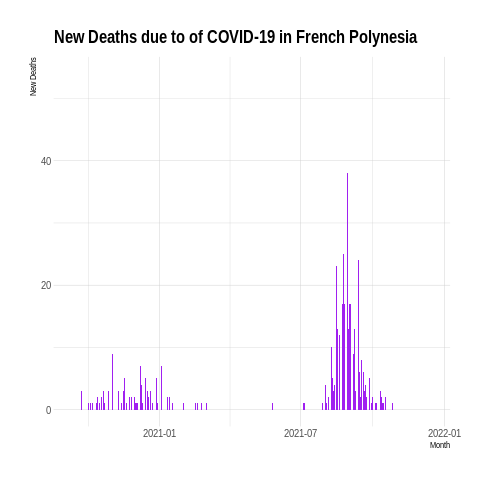 New Deaths due to of COVID-19 in French Polynesia
New Deaths
40
20
0
2021-01
2021-07
2022-01
Month